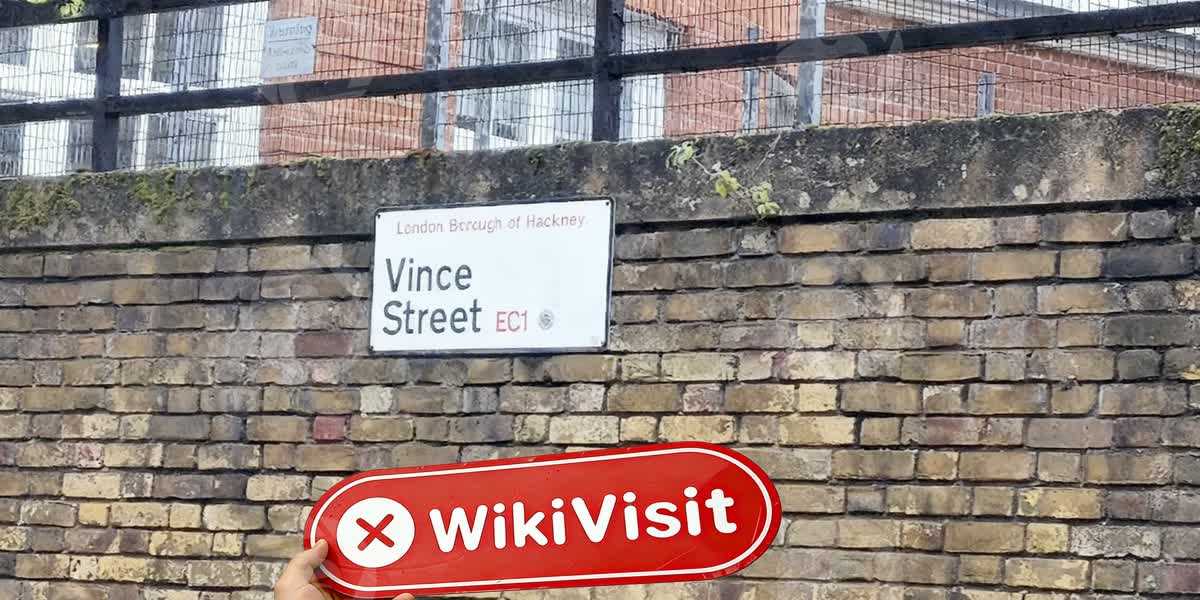 London Borough of Hackney
Vince
Street EC1
WikiVisit